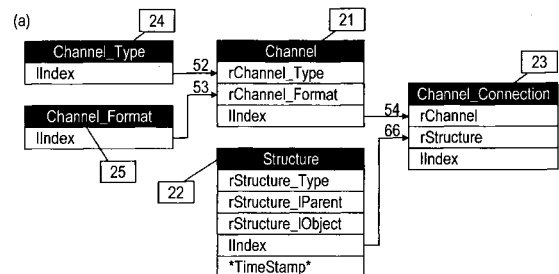 (a)
24
21
Channel_Type
lIndex
52
Channel
rChannel_Type
rChannel_Format
lIndex
53
Channel_Format
lIndex
25
23
Channel_Connection
rChannel
rStructure
lIndex
54
66
22
Structure
rStructure_Type
rStructure_lParent
rStructure_lObject
lIndex
*TimeStamp*